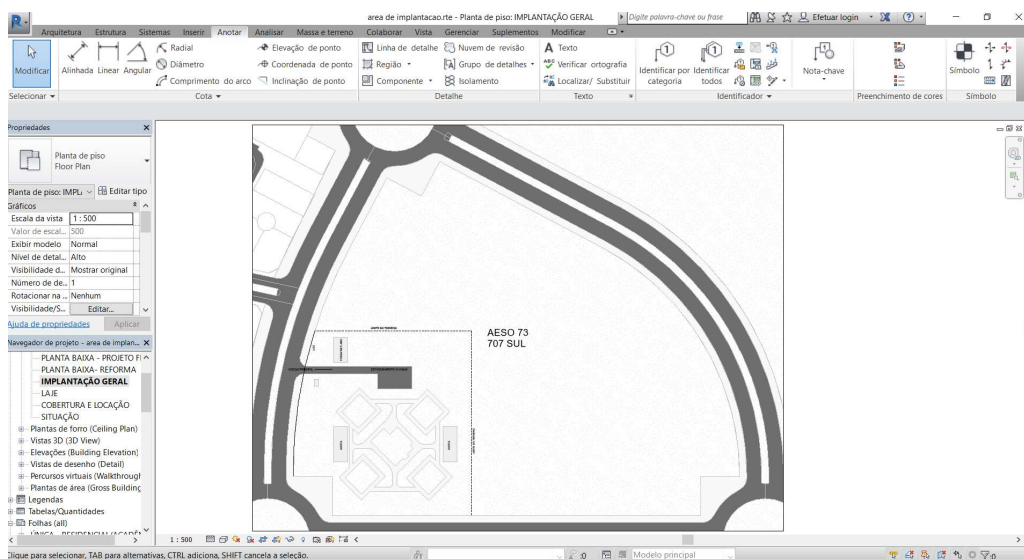 area de implantacao.rte - Planta de piso: IMPLANTAÇÃO GERAL
Digite palavra-chave ou frase
Efetuar login
Arquitetura Estrutura Sistemas Inserir Anotar Analisar Massa e terreno Colaborar Vista Gerenciar Suplementos Modificar
Modificar
Alinhada Linear Angular
Radial
Diâmetro
Comprimento do arco
Elevação de ponto
Coordenada de ponto
Inclinação de ponto
Linha de detalhe
Região
Componente
Nuvem de revisão
Grupo de detalhes
Isolamento
A Texto
ABC Verificar ortografia
Localizar/ Substituir
Identificar por categoria
Identificar todos
Nota-chave
Símbolo
Selecionar
Cota
Detalhe
Texto
Identificador
Preenchimento de cores
Símbolo
Propriedades
Planta de piso
Floor Plan
Planta de piso: IMPL
Editar tipo
Gráficos
Escala da vista 1 : 500
Valor de escal... 500
Exibir modelo Normal
Nível de detal... Alto
Visibilidade d... Mostrar original
Número de de... 1
Rotacionar na ... Nenhum
Visibilidade/S... Editar...
Ajuda de propriedades Aplicar
Navegador de projeto - area de implan...
PLANTA BAIXA - PROJETO FI
PLANTA BAIXA- REFORMA
IMPLANTAÇÃO GERAL
LAJE
COBERTURA E LOCAÇÃO
SITUAÇÃO
Plantas de forro (Ceiling Plan)
Vistas 3D (3D View)
Elevações (Building Elevation)
Vistas de desenho (Detail)
Percursos virtuais (Walkthrough
Plantas de área (Gross Building
Legendas
Tabelas/Quantidades
Folhas (all)
AESO 73
707 SUL
1 : 500
Clique para selecionar, TAB para alternativas, CTRL adiciona, SHIFT cancela a seleção.
:0
Modelo principal
:0